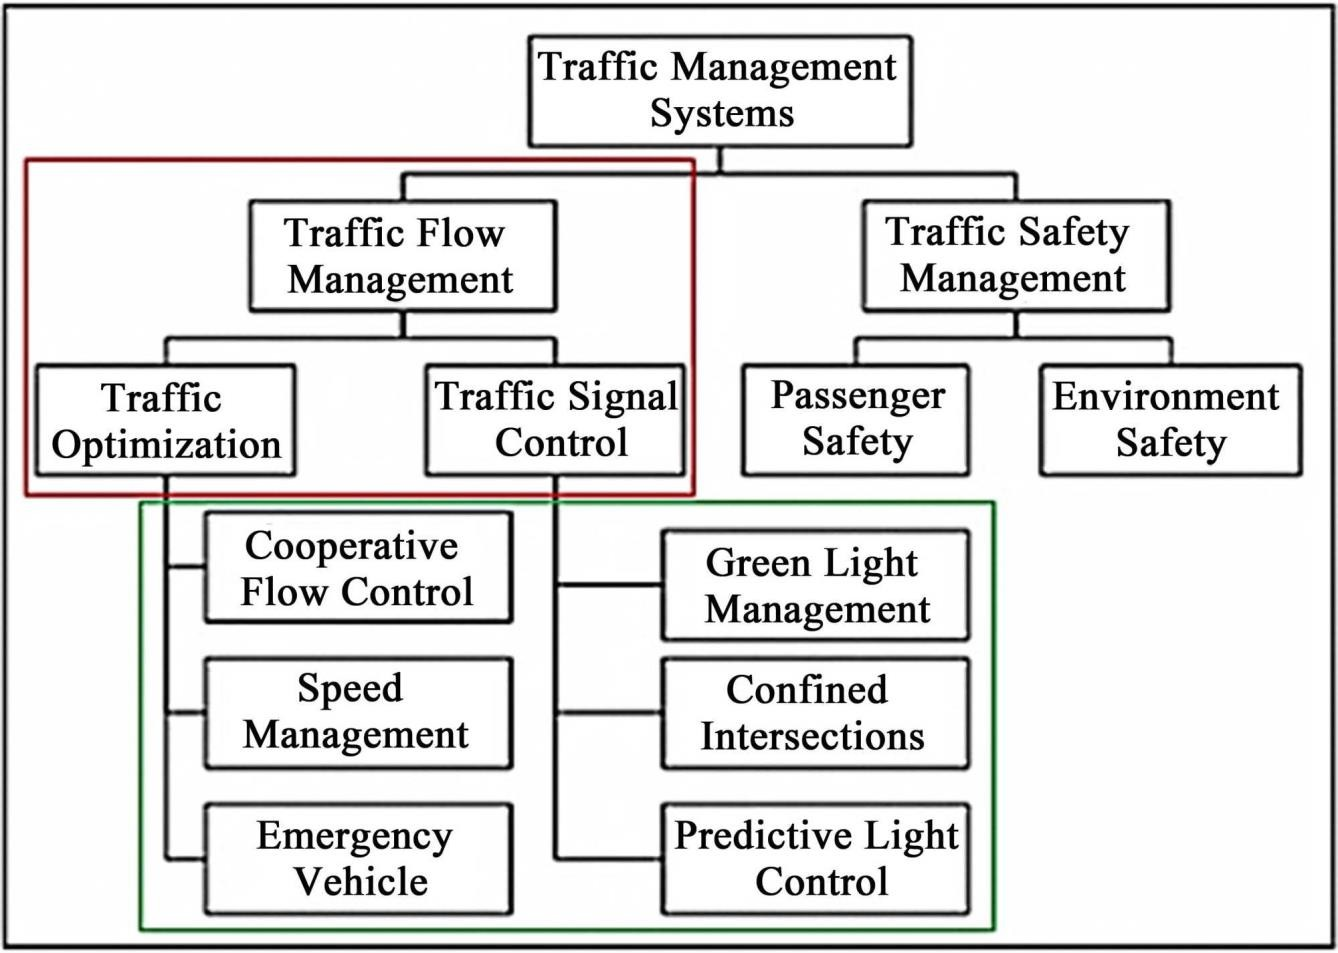 Traffic Management
Systems
Traffic Flow
Management
Traffic Safety
Management
Traffic
Optimization
Traffic Signal
Control
Passenger
Safety
Environment
Safety
Cooperative
Flow Control
Speed
Management
Emergency
Vehicle
Green Light
Management
Confined
Intersections
Predictive Light
Control